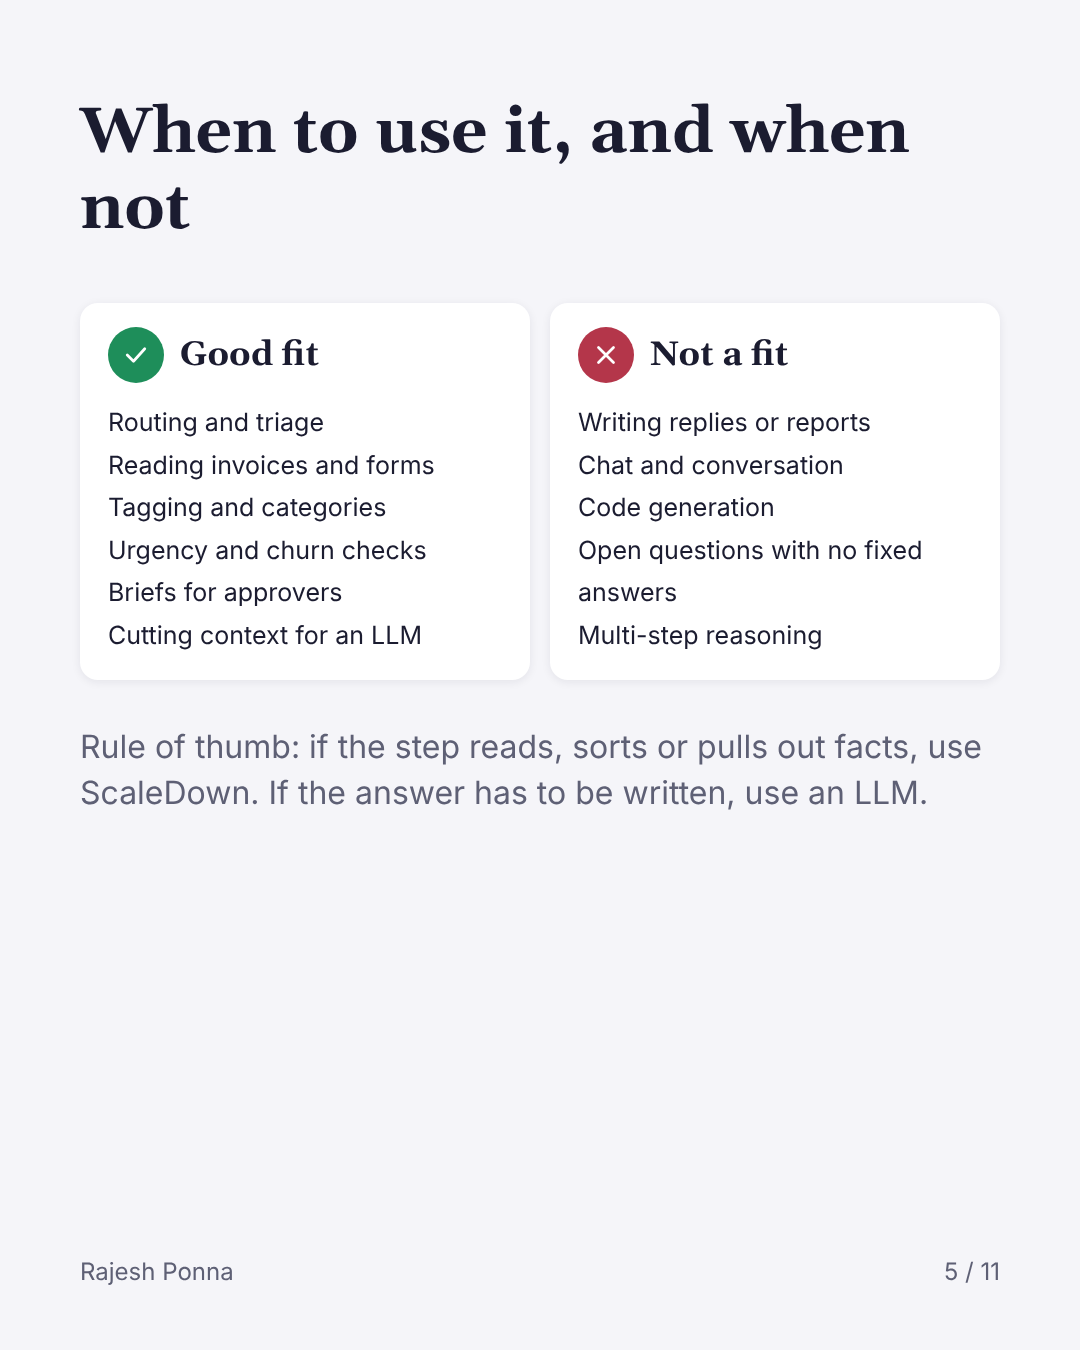 When to use it, and when
not
Good fit
Routing and triage
Reading invoices and forms
Tagging and categories
Urgency and churn checks
Briefs for approvers
Cutting context for an LLM
Not a fit
Writing replies or reports
Chat and conversation
Code generation
Open questions with no fixed
answers
Multi-step reasoning
Rule of thumb: if the step reads, sorts or pulls out facts, use
ScaleDown. If the answer has to be written, use an LLM.
Rajesh Ponna
5 / 11